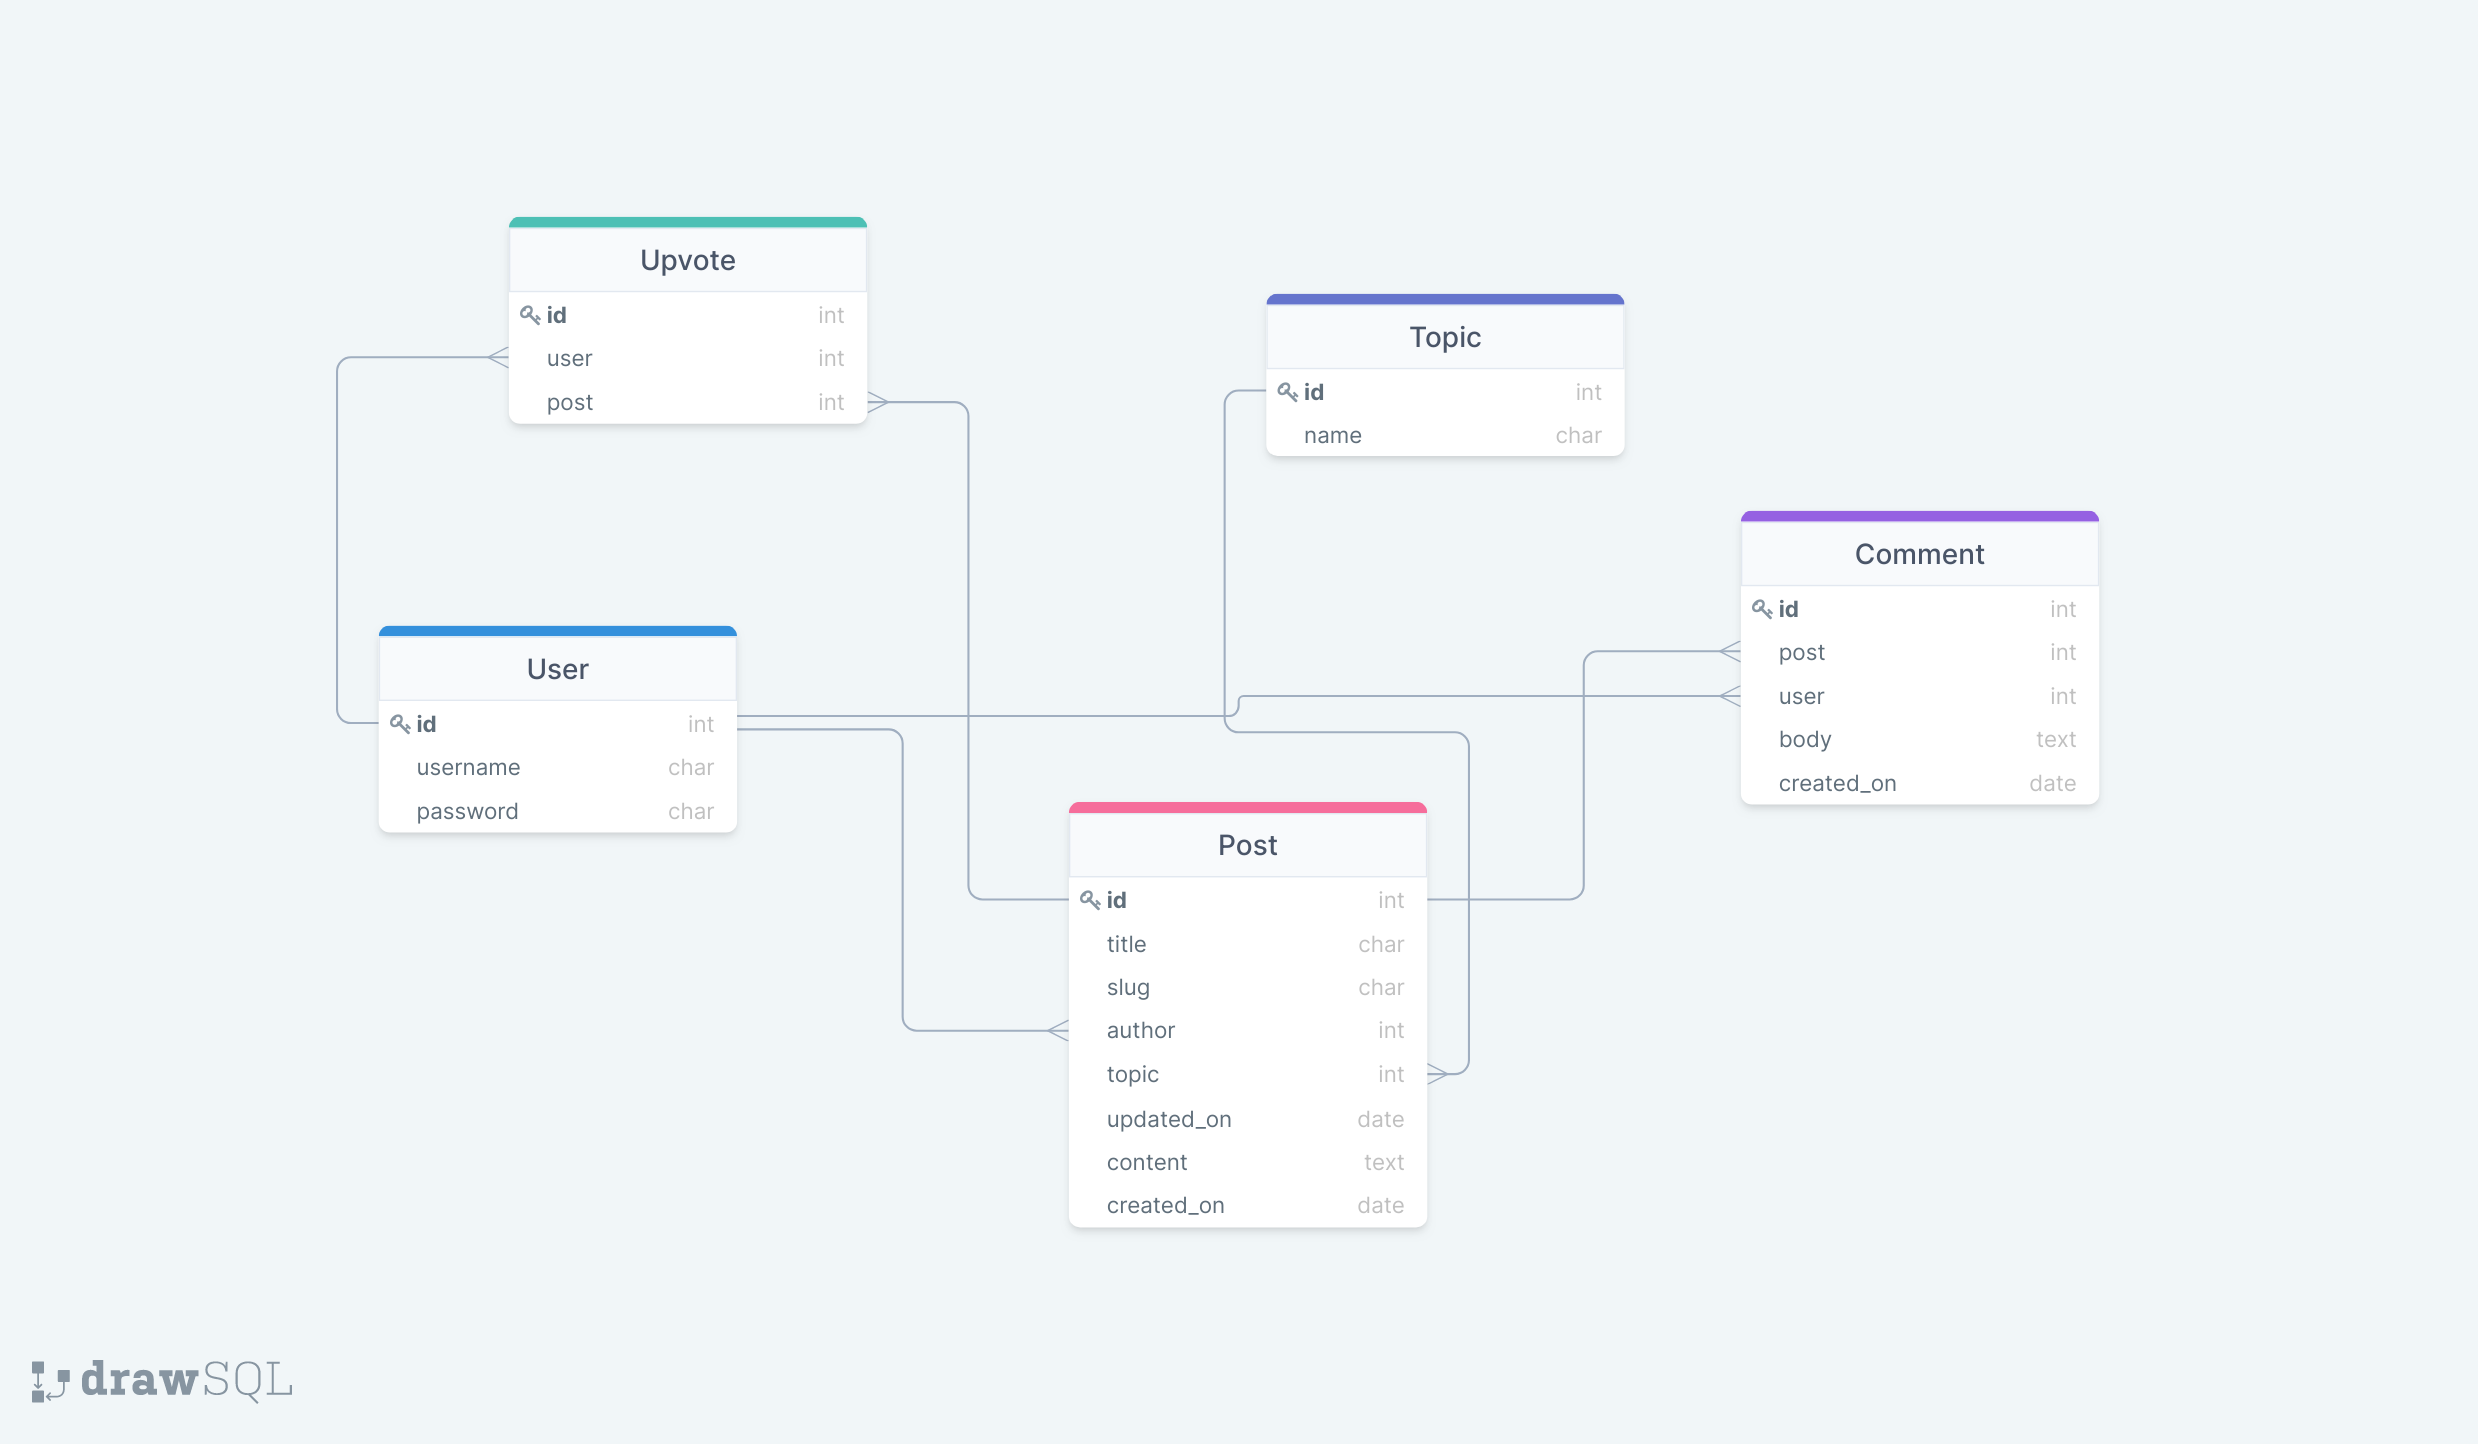 Upvote
id int
user int
post int
Topic
id int
name char
Comment
id int
post int
user int
body text
created_on date
User
id int
username char
password char
Post
id int
title char
slug char
author int
topic int
updated_on date
content text
created_on date
drawSQL